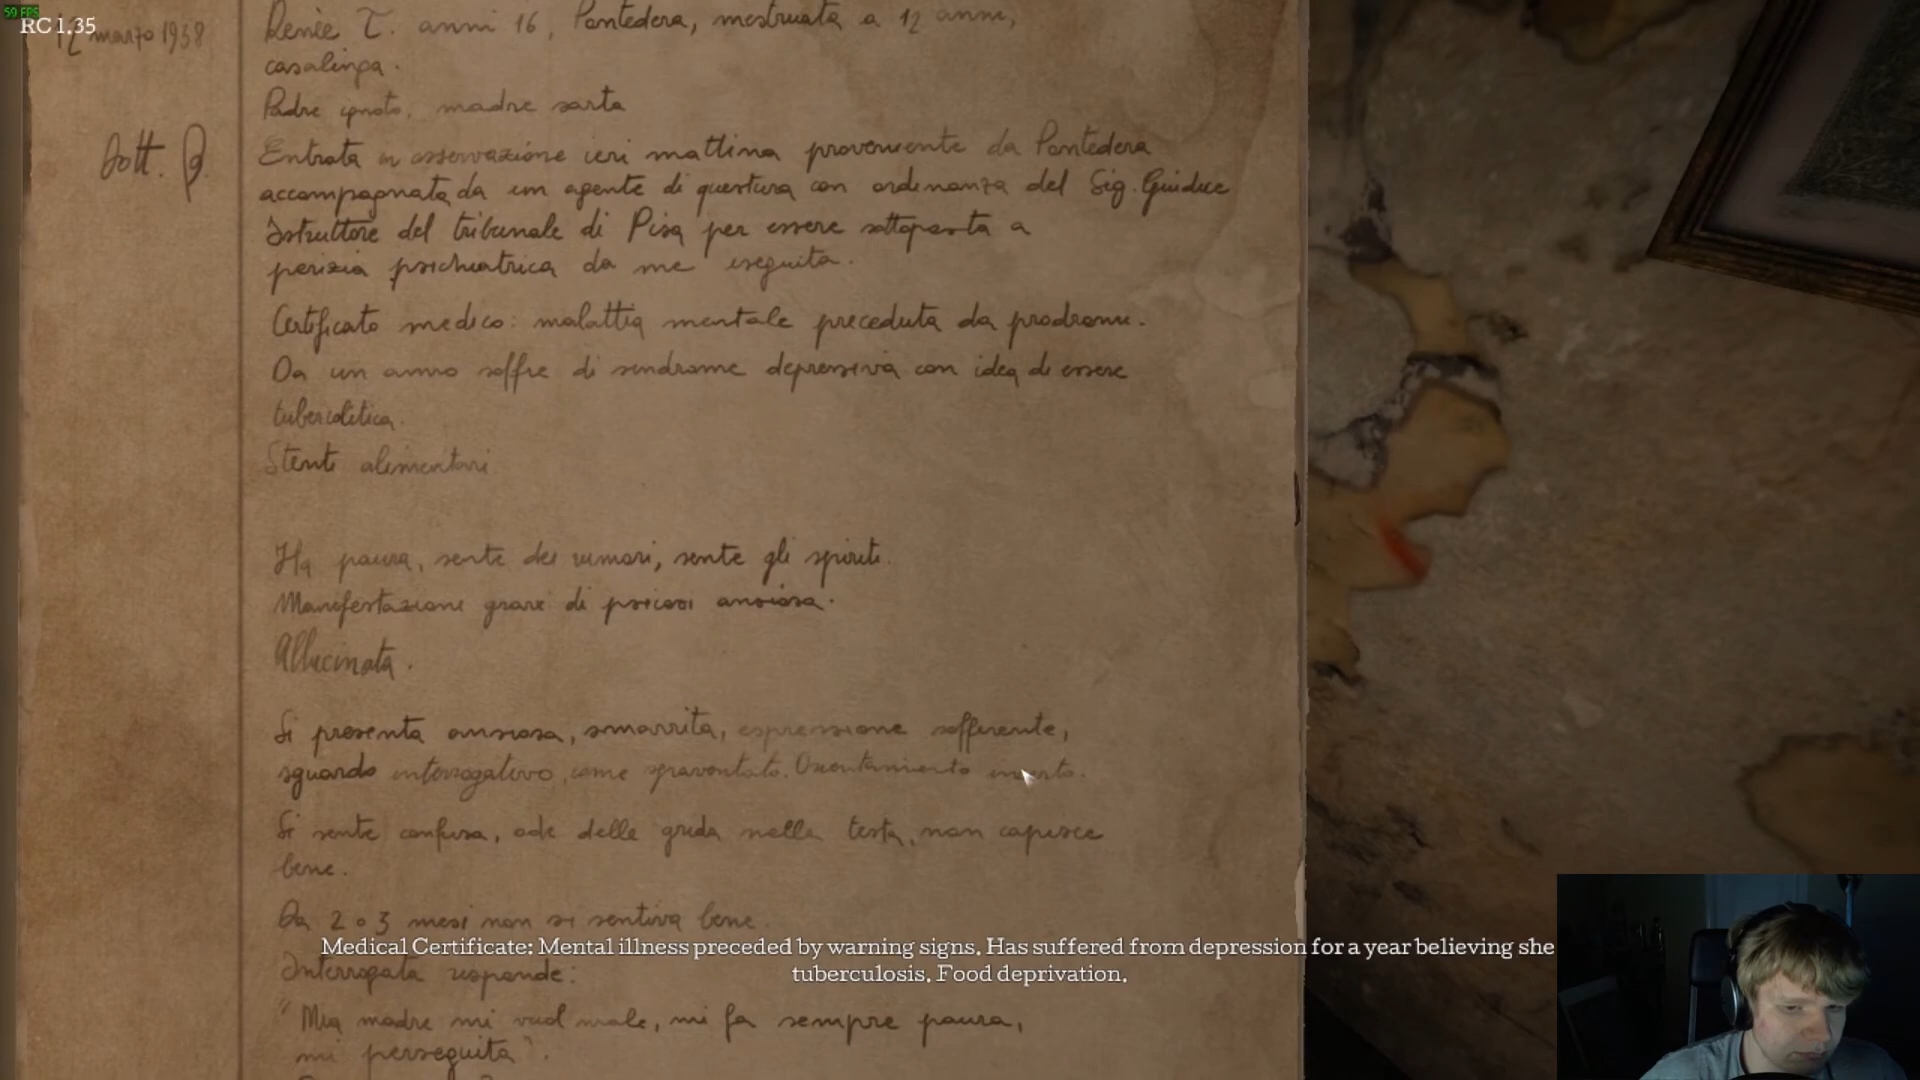 59 FPS
RC 1.35
12 marzo 1938
Renée T. anni 16, Pontedera, mestruata a 12 anni,
casalinga.
Padre ignoto, madre sarta
Dott. G.
Entrata in osservazione ieri mattina proveniente da Pontedera
accompagnata da un agente di questura con ordinanza del Sig. Giudice
Istruttore del tribunale di Pisa per essere sottoposta a
perizia psichiatrica da me eseguita.
Certificato medico: malattia mentale preceduta da prodromi.
Da un anno soffre di sindrome depressiva con idea di essere
tubercolitica.
Stenti alimentari
Ha paura, sente dei rumori, sente gli spiriti.
Manifestazione gravi di psicosi ansiosa.
Allucinata.
Si presenta ansiosa, smarrita, espressione sofferente,
sguardo interrogativo, come spaventato. Orientamento incerto.
Si sente confusa, ode delle grida nella testa, non capisce
bene.
Da 2 o 3 mesi non si sentiva bene.
Medical Certificate: Mental illness preceded by warning signs. Has suffered from depression for a year believing she
Interrogata risponde:
tuberculosis. Food deprivation.
"Mia madre mi vuol male, mi fa sempre paura,
mi perseguita".